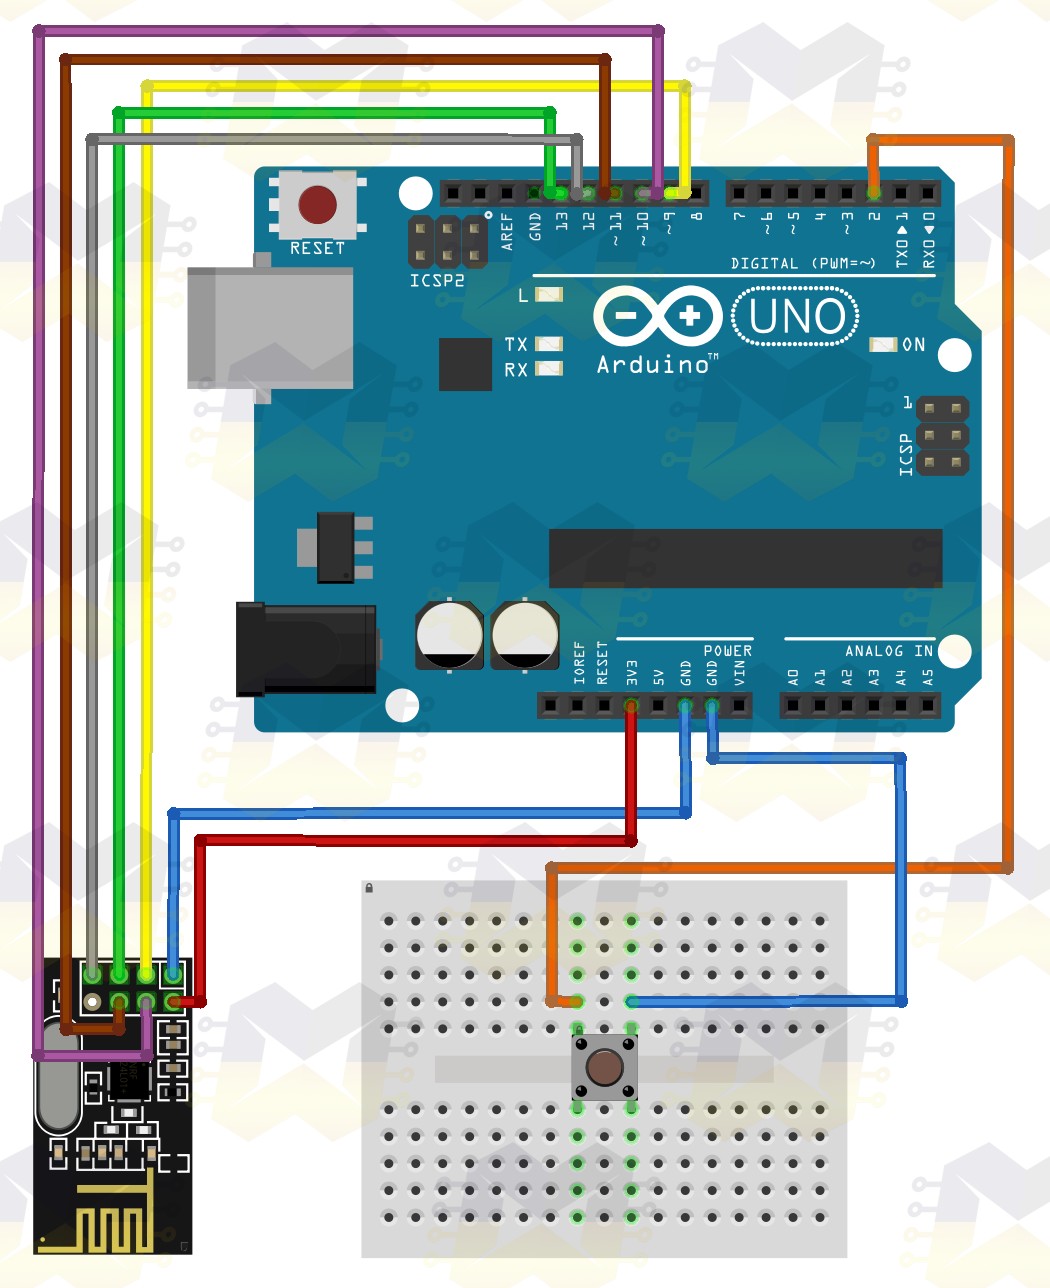 RESET
ICSP2
AREF
GND
13
12
~11
~10
~9
8
7
~6
~5
4
~3
2
TX0 ▶ 1
RX0 ◀ 0
DIGITAL (PWM=~)
L
TX
RX
UNO
Arduino™
ON
1
ICSP
IOREF
RESET
3V3
5V
GND
GND
VIN
POWER
ANALOG IN
A0
A1
A2
A3
A4
A5